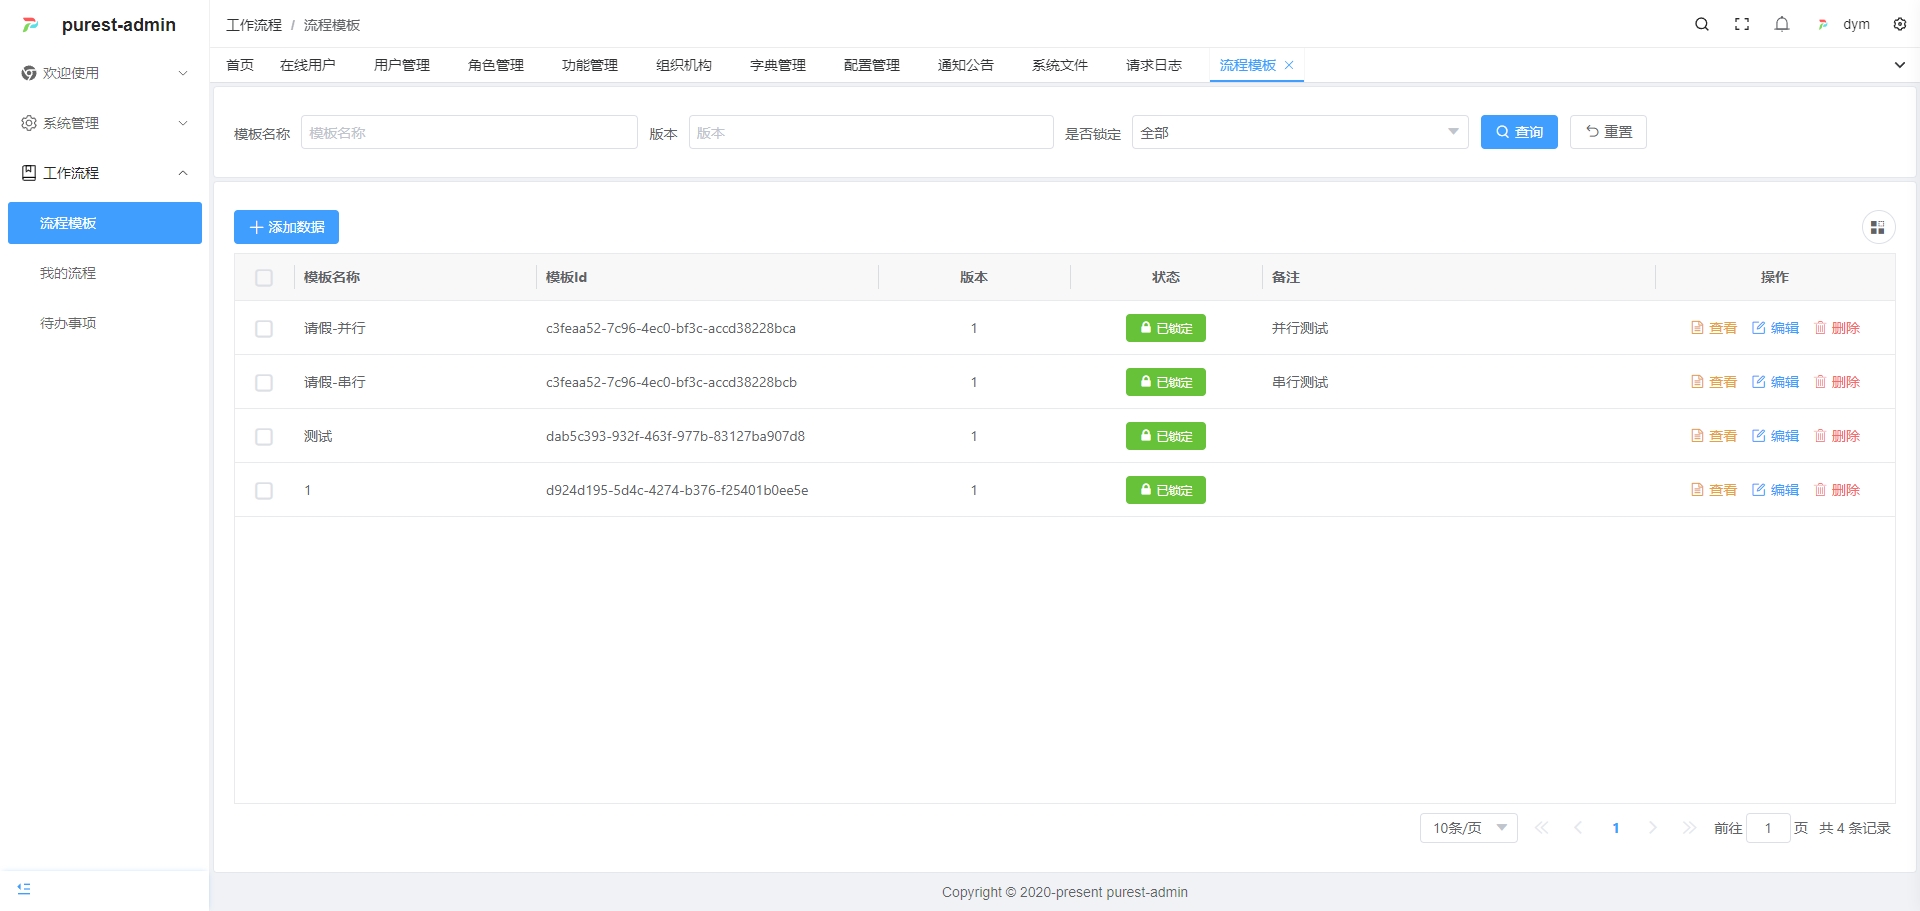 purest-admin
工作流程 / 流程模板
dym
欢迎使用
系统管理
工作流程
流程模板
我的流程
待办事项
首页 在线用户 用户管理 角色管理 功能管理 组织机构 字典管理 配置管理 通知公告 系统文件 请求日志 流程模板
模板名称 模板名称 版本 版本 是否锁定 全部 查询 重置
添加数据
模板名称 模板Id 版本 状态 备注 操作
请假-并行 c3feaa52-7c96-4ec0-bf3c-accd38228bca 1 已锁定 并行测试 查看 编辑 删除
请假-串行 c3feaa52-7c96-4ec0-bf3c-accd38228bcb 1 已锁定 串行测试 查看 编辑 删除
测试 dab5c393-932f-463f-977b-83127ba907d8 1 已锁定 查看 编辑 删除
1 d924d195-5d4c-4274-b376-f25401b0ee5e 1 已锁定 查看 编辑 删除
10条/页 1 前往 1 页 共 4 条记录
Copyright © 2020-present purest-admin